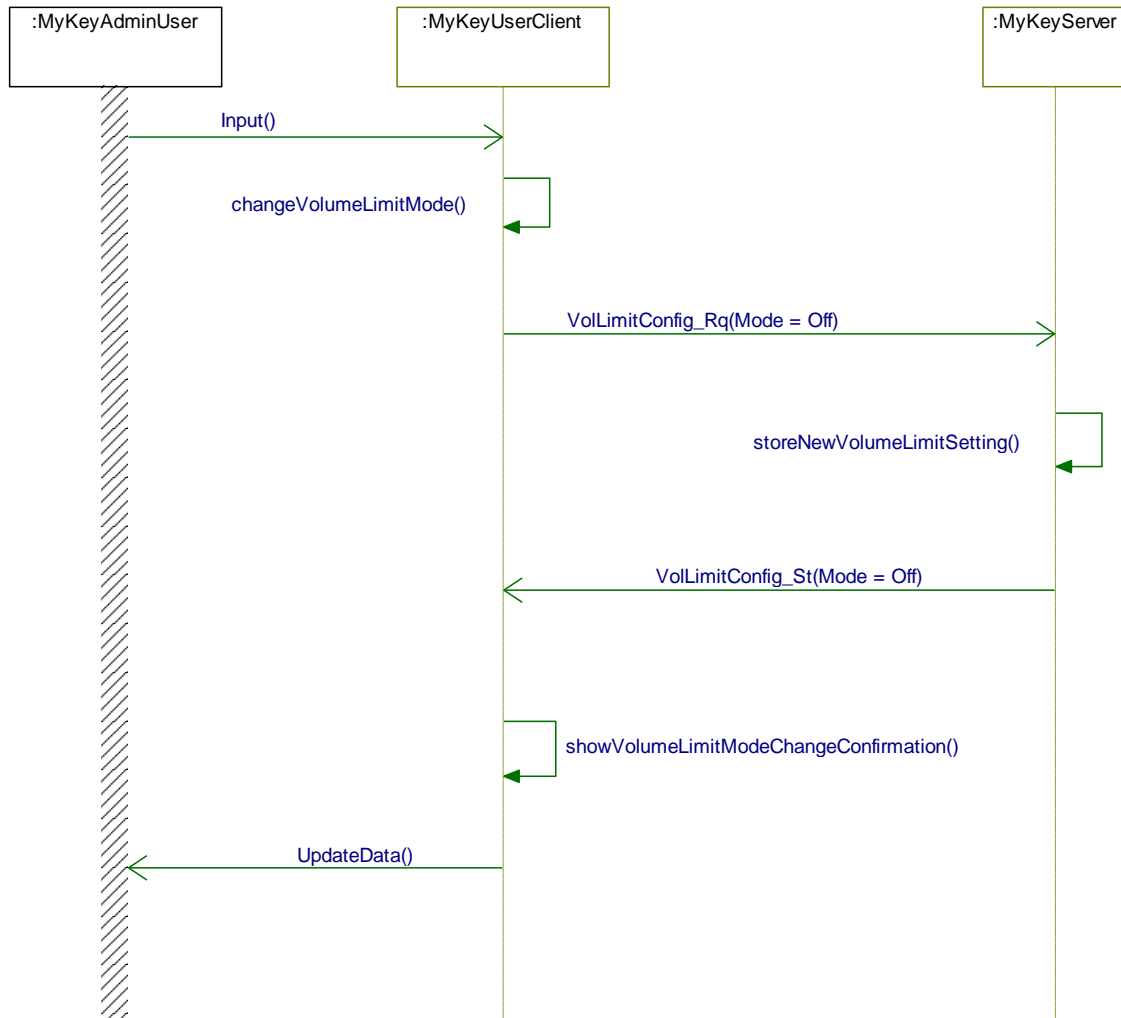 :MyKeyAdminUser
:MyKeyUserClient
:MyKeyServer
Input()
changeVolumeLimitMode()
VolLimitConfig_Rq(Mode = Off)
storeNewVolumeLimitSetting()
VolLimitConfig_St(Mode = Off)
showVolumeLimitModeChangeConfirmation()
UpdateData()